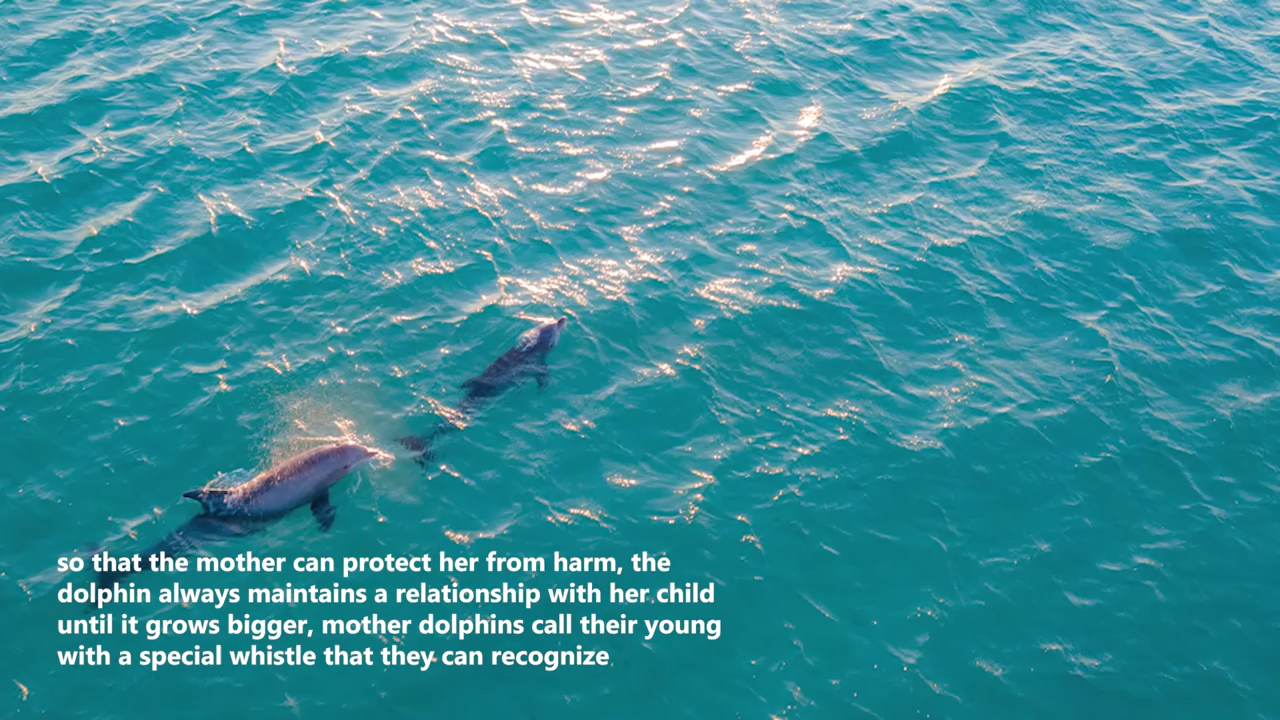 so that the mother can protect her from harm, the
dolphin always maintains a relationship with her child
until it grows bigger, mother dolphins call their young
with a special whistle that they can recognize